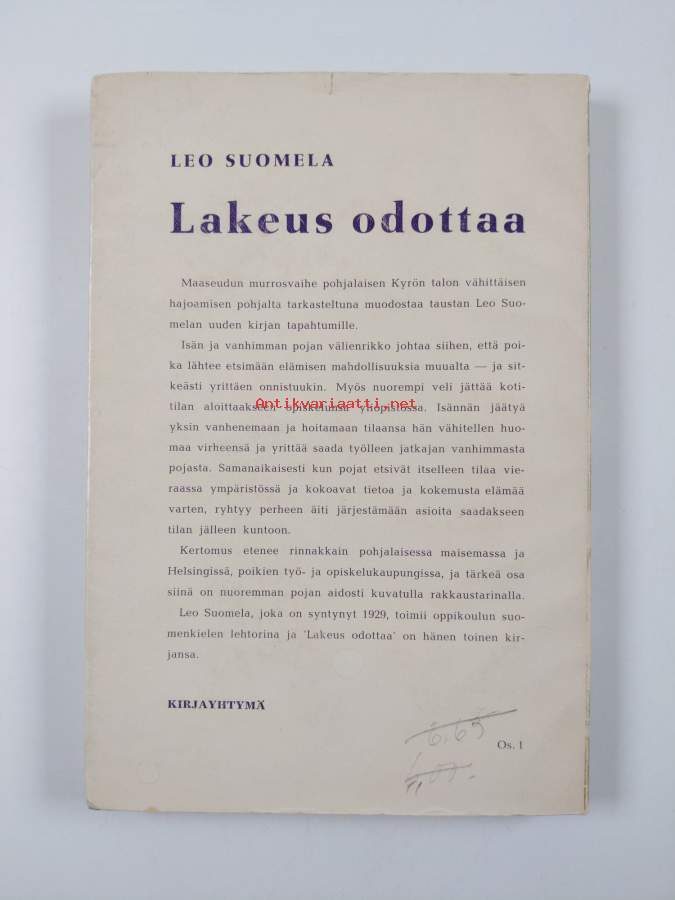 LEO SUOMELA
Lakeus odottaa
Maaseudun murrosvaihe pohjalaisen Kyrön talon vähittäisen
hajoamisen pohjalta tarkasteltuna muodostaa taustan Leo Suo-
melan uuden kirjan tapahtumille.
Isän ja vanhimman pojan välienrikko johtaa siihen, että poi-
ka lähtee etsimään elämisen mahdollisuuksia muualta — ja sit-
keästi yrittäen onnistuukin. Myös nuorempi veli jättää koti-
Antikvariaatti.net
tilan aloittaakseen opiskelunsa yliopistossa. Isännän jäätyä
yksin vanhenemaan ja hoitamaan tilaansa hän vähitellen huo-
maa virheensä ja yrittää saada työlleen jatkajan vanhimmasta
pojasta. Samanaikaisesti kun pojat etsivät itselleen tilaa vie-
raassa ympäristössä ja kokoavat tietoa ja kokemusta elämää
varten, ryhtyy perheen äiti järjestämään asioita saadakseen
tilan jälleen kuntoon.
Kertomus etenee rinnakkain pohjalaisessa maisemassa ja
Helsingissä, poikien työ- ja opiskelukaupungissa, ja tärkeä osa
siinä on nuoremman pojan aidosti kuvatulla rakkaustarinalla.
Leo Suomela, joka on syntynyt 1929, toimii oppikoulun suo-
menkielen lehtorina ja 'Lakeus odottaa' on hänen toinen kir-
jansa.
KIRJAYHTYMÄ
6,65
Os. 1